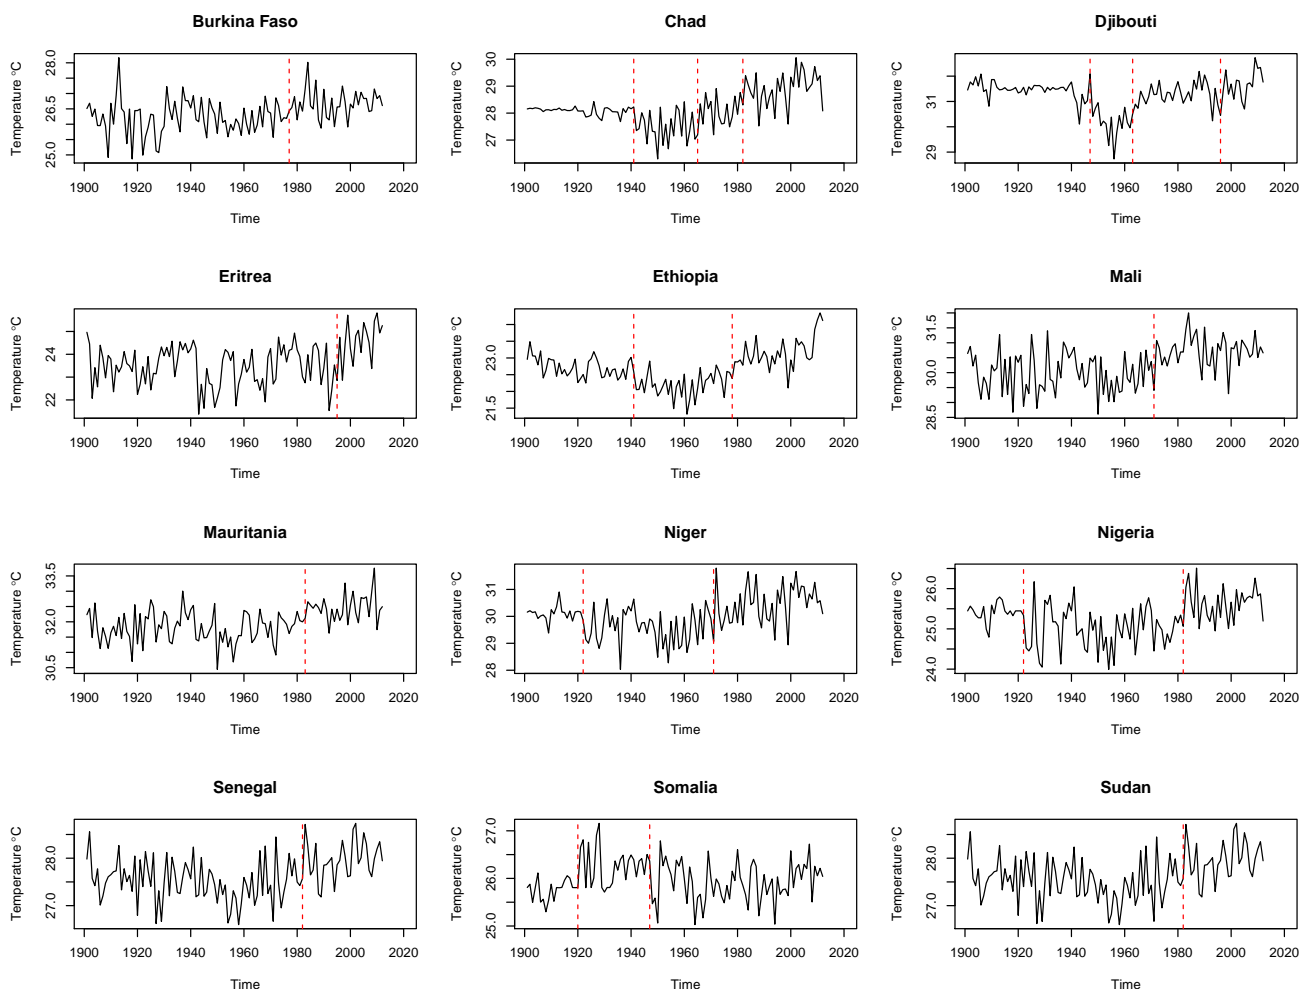 Burkina Faso
Temperature °C
25.0 26.5 28.0
1900 1920 1940 1960 1980 2000 2020
Time
Chad
Temperature °C
27 28 29 30
1900 1920 1940 1960 1980 2000 2020
Time
Djibouti
Temperature °C
29 31
1900 1920 1940 1960 1980 2000 2020
Time
Eritrea
Temperature °C
22 24
1900 1920 1940 1960 1980 2000 2020
Time
Ethiopia
Temperature °C
21.5 23.0
1900 1920 1940 1960 1980 2000 2020
Time
Mali
Temperature °C
28.5 30.0 31.5
1900 1920 1940 1960 1980 2000 2020
Time
Mauritania
Temperature °C
30.5 32.0 33.5
1900 1920 1940 1960 1980 2000 2020
Time
Niger
Temperature °C
28 29 30 31
1900 1920 1940 1960 1980 2000 2020
Time
Nigeria
Temperature °C
24.0 25.0 26.0
1900 1920 1940 1960 1980 2000 2020
Time
Senegal
Temperature °C
27.0 28.0
1900 1920 1940 1960 1980 2000 2020
Time
Somalia
Temperature °C
25.0 26.0 27.0
1900 1920 1940 1960 1980 2000 2020
Time
Sudan
Temperature °C
27.0 28.0
1900 1920 1940 1960 1980 2000 2020
Time